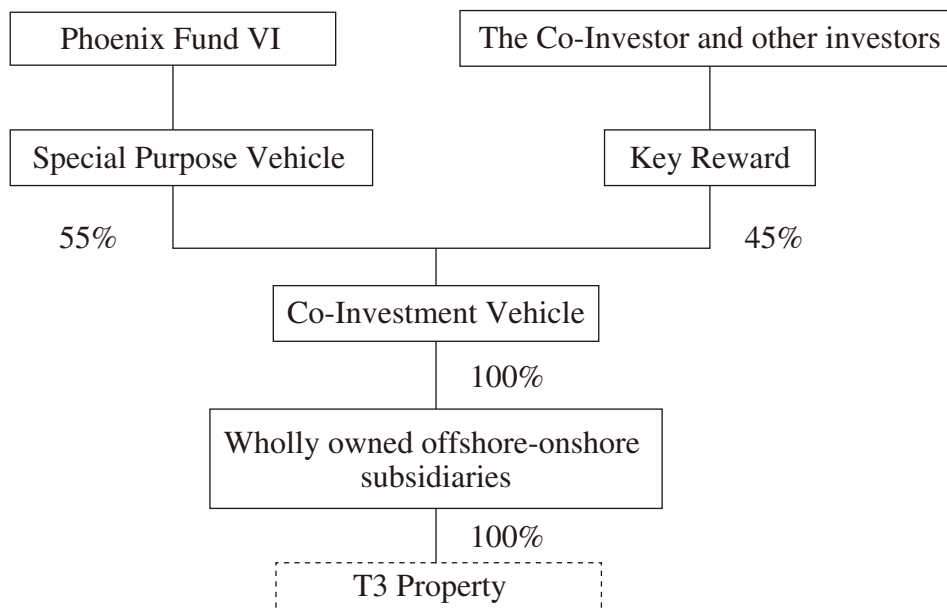 Phoenix Fund VI
The Co-Investor and other investors
Special Purpose Vehicle
Key Reward
55%
45%
Co-Investment Vehicle
100%
Wholly owned offshore-onshore
subsidiaries
100%
T3 Property